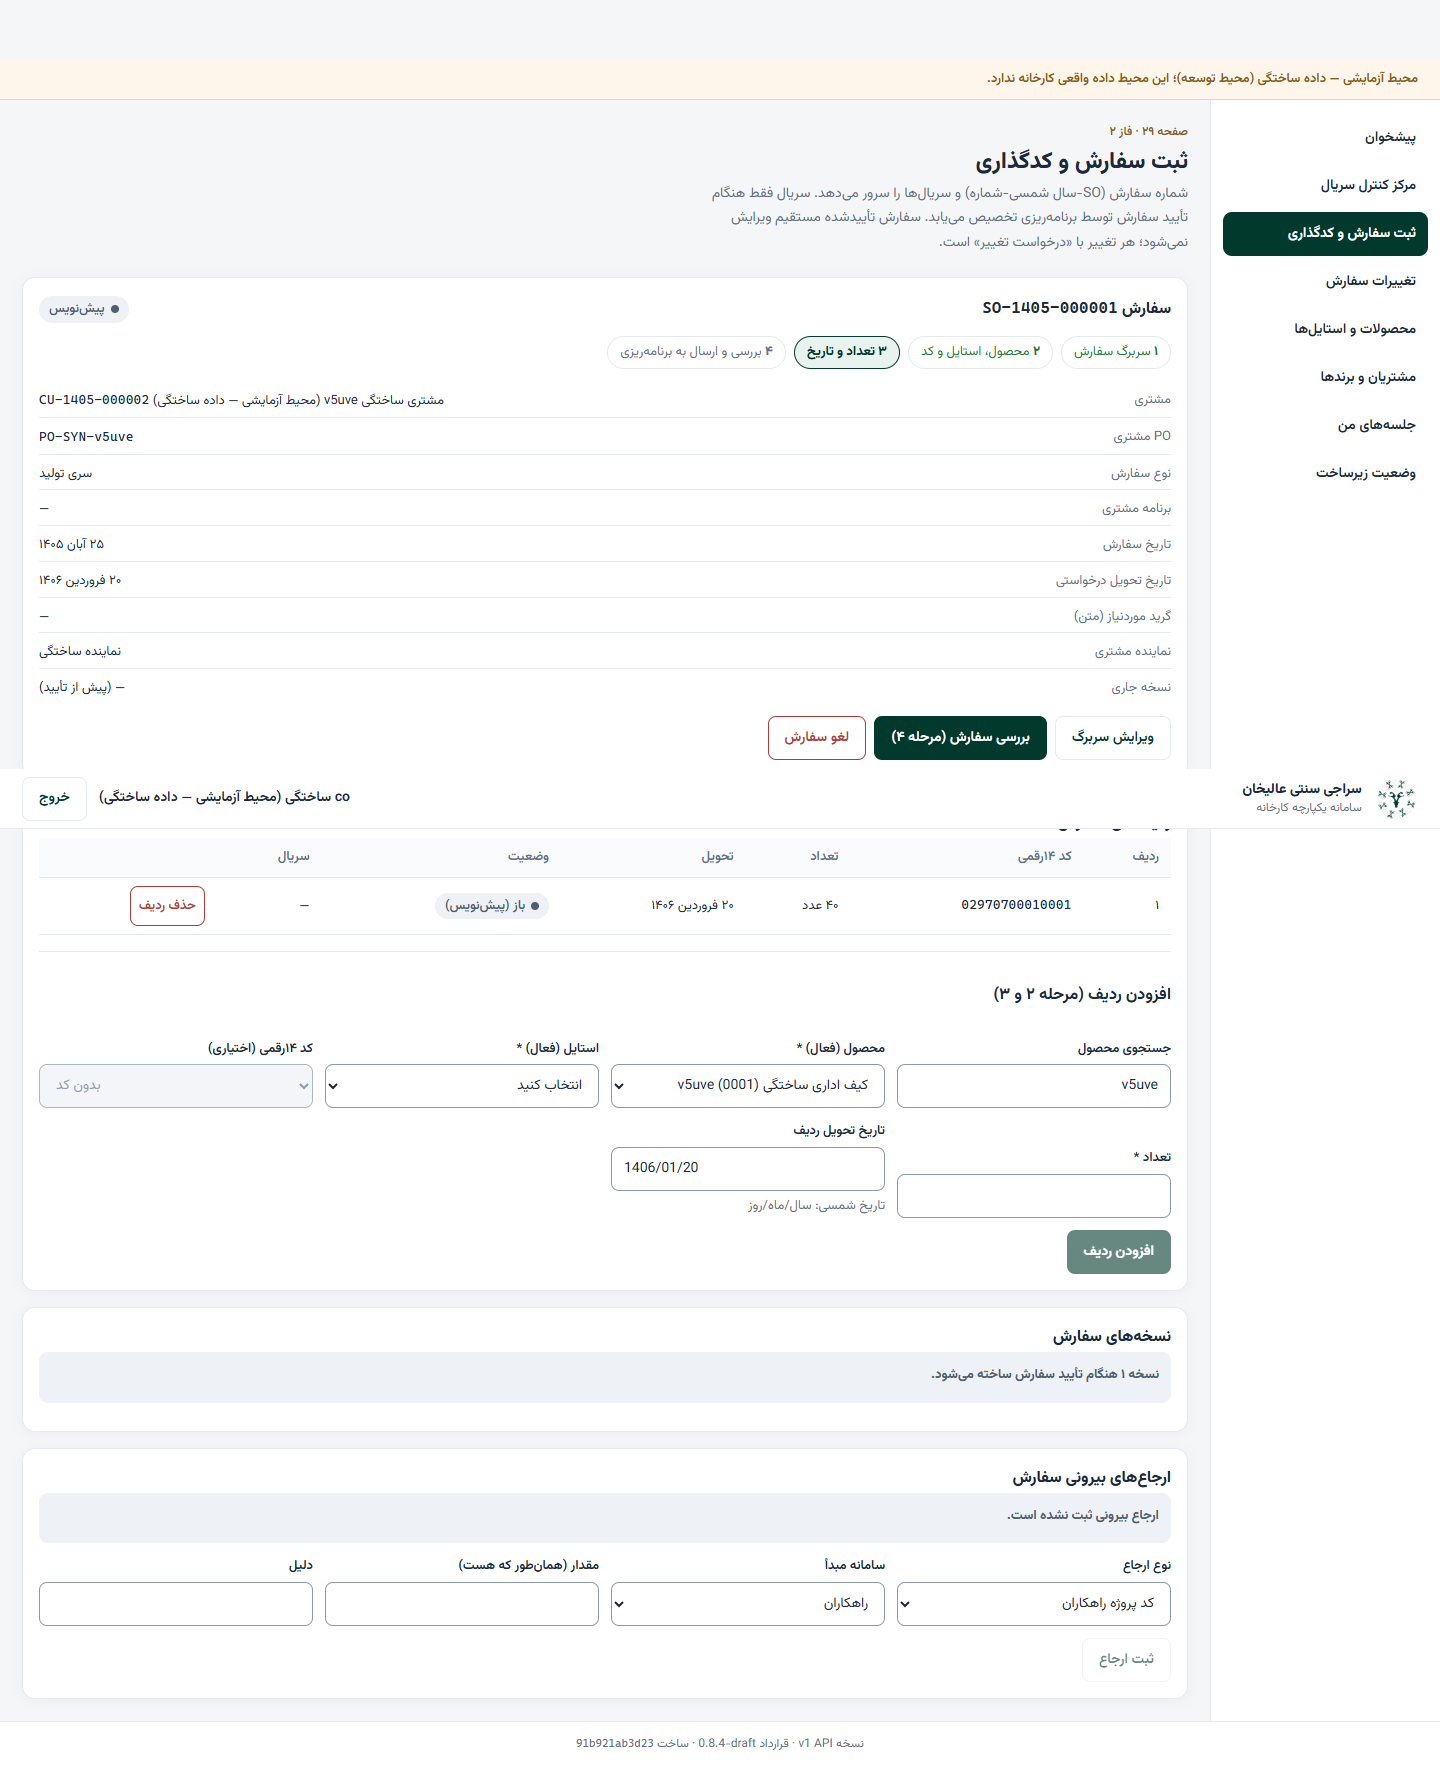 محیط آزمایشی — داده ساختگی (محیط توسعه)؛ این محیط داده واقعی کارخانه ندارد.
پیشخوان
مرکز کنترل سریال
ثبت سفارش و کدگذاری
تغییرات سفارش
محصولات و استایل‌ها
مشتریان و برندها
جلسه‌های من
وضعیت زیرساخت
صفحه ۲۹ · فاز ۲
ثبت سفارش و کدگذاری
شماره سفارش (SO-سال شمسی-شماره) و سریال‌ها را سرور می‌دهد. سریال فقط هنگام
تأیید سفارش توسط برنامه‌ریزی تخصیص می‌یابد. سفارش تأییدشده مستقیم ویرایش
نمی‌شود؛ هر تغییر با «درخواست تغییر» است.
سفارش SO-1405-000001
پیش‌نویس
۱ سربرگ سفارش
۲ محصول، استایل و کد
۳ تعداد و تاریخ
۴ بررسی و ارسال به برنامه‌ریزی
مشتری
مشتری ساختگی v5uve (محیط آزمایشی — داده ساختگی) CU-1405-000002
PO مشتری
PO-SYN-v5uve
نوع سفارش
سری تولید
برنامه مشتری
—
تاریخ سفارش
۲۵ آبان ۱۴۰۵
تاریخ تحویل درخواستی
۲۰ فروردین ۱۴۰۶
گرید موردنیاز (متن)
—
نماینده مشتری
نماینده ساختگی
نسخه جاری
— (پیش از تأیید)
ویرایش سربرگ
بررسی سفارش (مرحله ۴)
لغو سفارش
سراجی سنتی عالیخان
سامانه یکپارچه کارخانه
co ساختگی (محیط آزمایشی — داده ساختگی)
خروج
ردیف
کد ۱۴رقمی
تعداد
تحویل
وضعیت
سریال
۱
02970700010001
۴۰ عدد
۲۰ فروردین ۱۴۰۶
باز (پیش‌نویس)
—
حذف ردیف
افزودن ردیف (مرحله ۲ و ۳)
جستجوی محصول
محصول (فعال) *
استایل (فعال) *
کد ۱۴رقمی (اختیاری)
v5uve
کیف اداری ساختگی v5uve (0001)
انتخاب کنید
بدون کد
تعداد *
تاریخ تحویل ردیف
1406/01/20
تاریخ شمسی: سال/ماه/روز
افزودن ردیف
نسخه‌های سفارش
نسخه ۱ هنگام تأیید سفارش ساخته می‌شود.
ارجاع‌های بیرونی سفارش
ارجاع بیرونی ثبت نشده است.
نوع ارجاع
سامانه مبدأ
مقدار (همان‌طور که هست)
دلیل
کد پروژه راهکاران
راهکاران
ثبت ارجاع
نسخه v1 API · قرارداد 0.8.4-draft · ساخت 91b921ab3d23